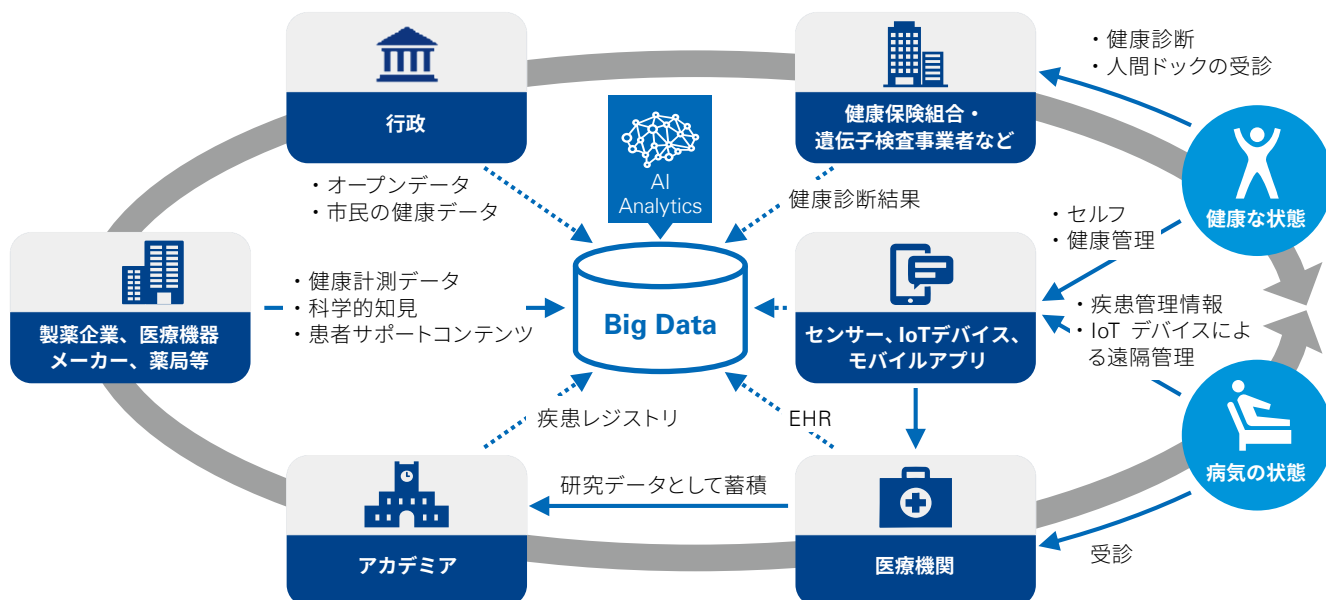 ・健康診断
・人間ドックの受診
行政
健康保険組合・
遺伝子検査事業者など
AI
Analytics
・オープンデータ
・市民の健康データ
健康診断結果
健康な状態
・セルフ
・健康管理
製薬企業、医療機器
メーカー、薬局等
・健康計測データ
・科学的知見
・患者サポートコンテンツ
Big Data
センサー、IoTデバイス、
モバイルアプリ
・疾患管理情報
・IoT デバイスによ
る遠隔管理
疾患レジストリ
EHR
病気の状態
アカデミア
研究データとして蓄積
医療機関
受診